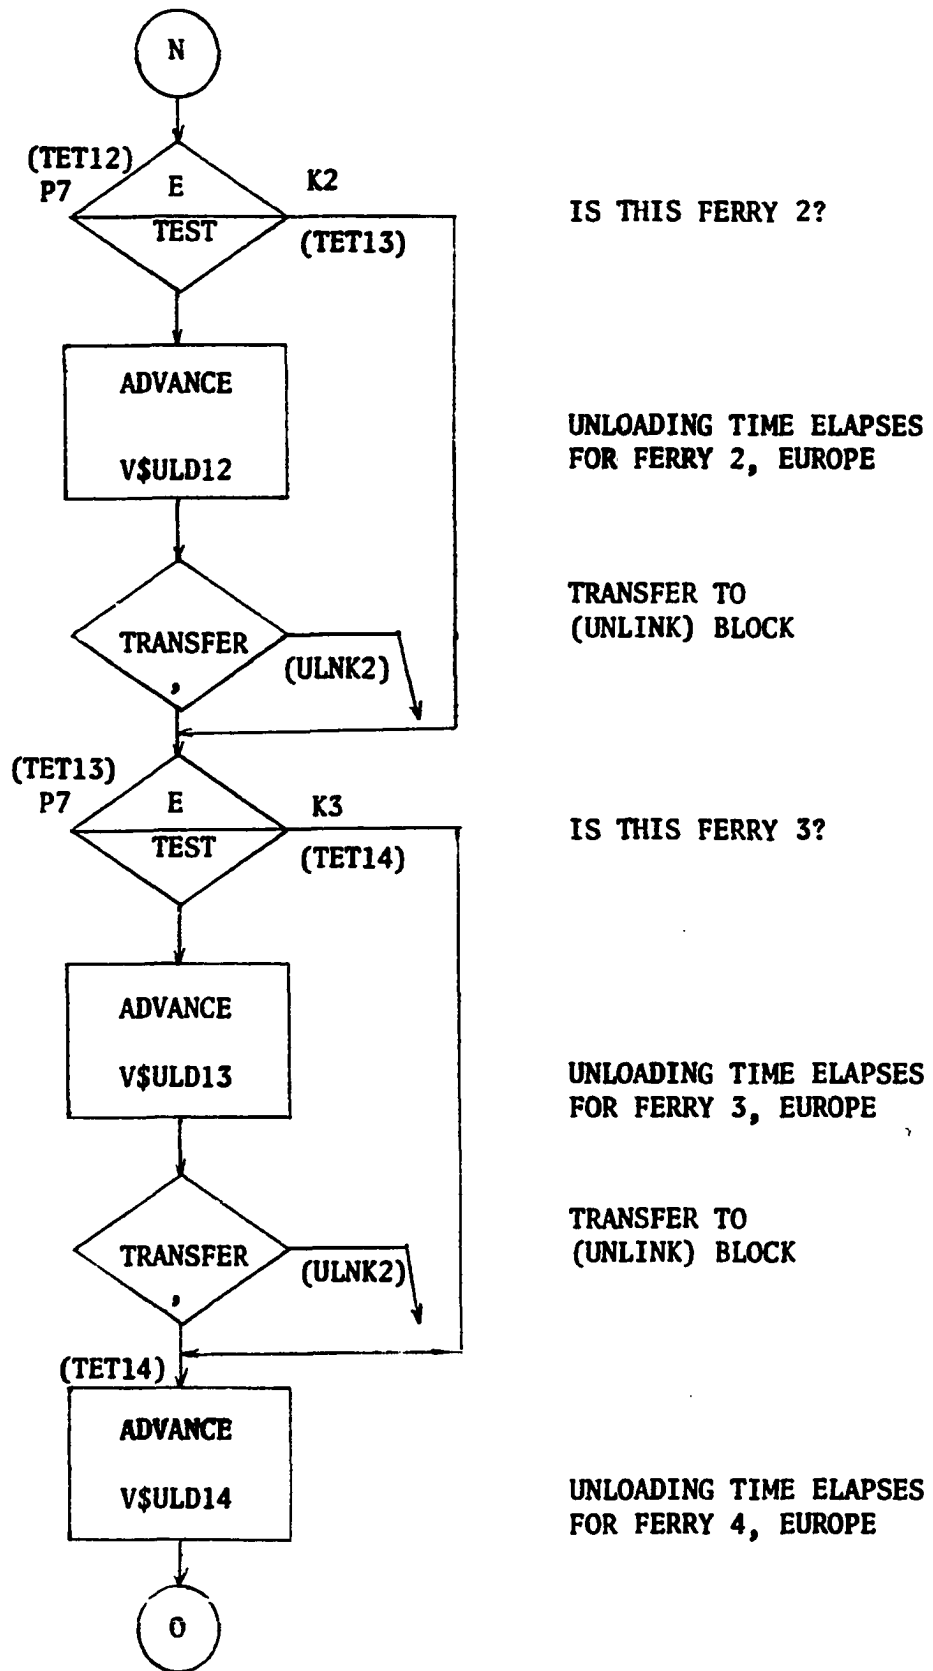 N
(TET12)
P7
E
K2
TEST
(TET13)
IS THIS FERRY 2?
ADVANCE
V$ULD12
UNLOADING TIME ELAPSES
FOR FERRY 2, EUROPE
TRANSFER
,
(ULNK2)
TRANSFER TO
(UNLINK) BLOCK
(TET13)
P7
E
K3
TEST
(TET14)
IS THIS FERRY 3?
ADVANCE
V$ULD13
UNLOADING TIME ELAPSES
FOR FERRY 3, EUROPE
TRANSFER
,
(ULNK2)
TRANSFER TO
(UNLINK) BLOCK
(TET14)
ADVANCE
V$ULD14
UNLOADING TIME ELAPSES
FOR FERRY 4, EUROPE
O